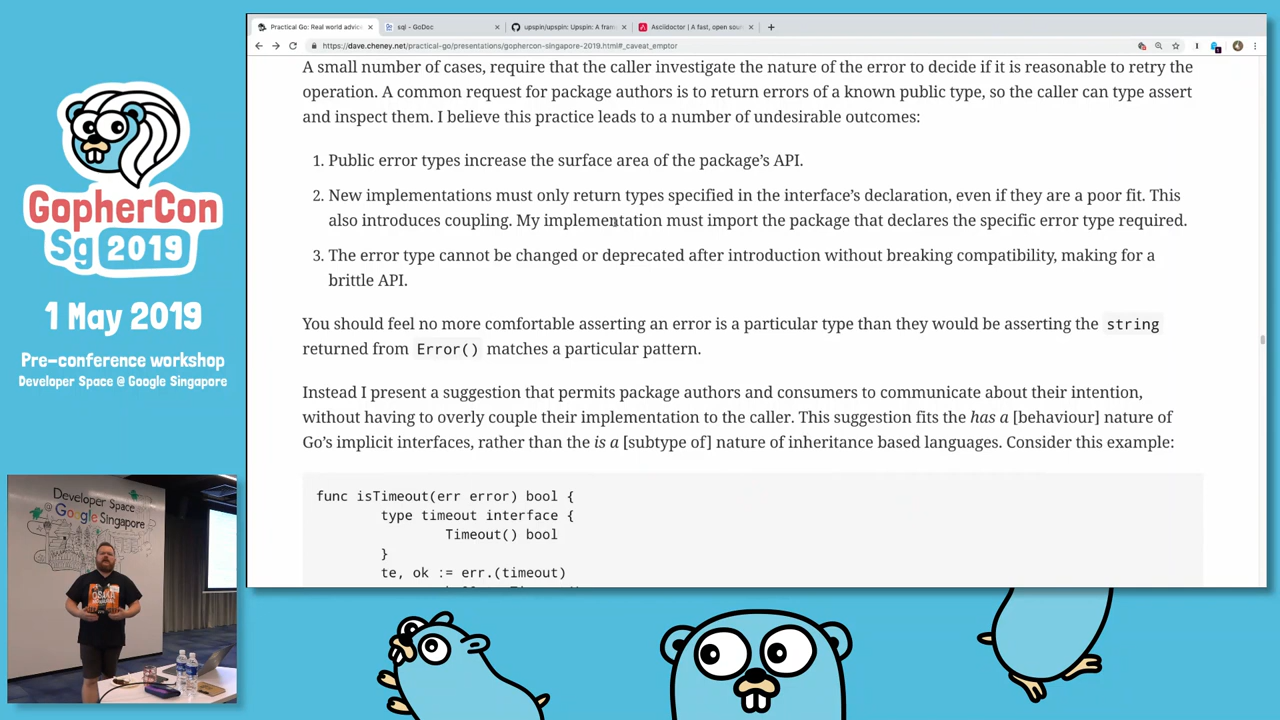 Practical Go: Real world advic
sql - GoDoc
upspin/upspin: Upspin: A fram
Asciidoctor | A fast, open sou
https://dave.cheney.net/practical-go/presentations/gophercon-singapore-2019.html#_caveat_emptor
A small number of cases, require that the caller investigate the nature of the error to decide if it is reasonable to retry the
operation. A common request for package authors is to return errors of a known public type, so the caller can type assert
and inspect them. I believe this practice leads to a number of undesirable outcomes:
1. Public error types increase the surface area of the package's API.
2. New implementations must only return types specified in the interface's declaration, even if they are a poor fit. This
also introduces coupling. My implementation must import the package that declares the specific error type required.
3. The error type cannot be changed or deprecated after introduction without breaking compatibility, making for a
brittle API.
You should feel no more comfortable asserting an error is a particular type than they would be asserting the string
returned from Error() matches a particular pattern.
Instead I present a suggestion that permits package authors and consumers to communicate about their intention,
without having to overly couple their implementation to the caller. This suggestion fits the has a [behaviour] nature of
Go's implicit interfaces, rather than the is a [subtype of] nature of inheritance based languages. Consider this example:
func isTimeout(err error) bool {
type timeout interface {
Timeout() bool
}
te, ok := err.(timeout)
GopherCon
Sg 2019
1 May 2019
Pre-conference workshop
Developer Space @ Google Singapore
Developer Space
@ Google
Singapore